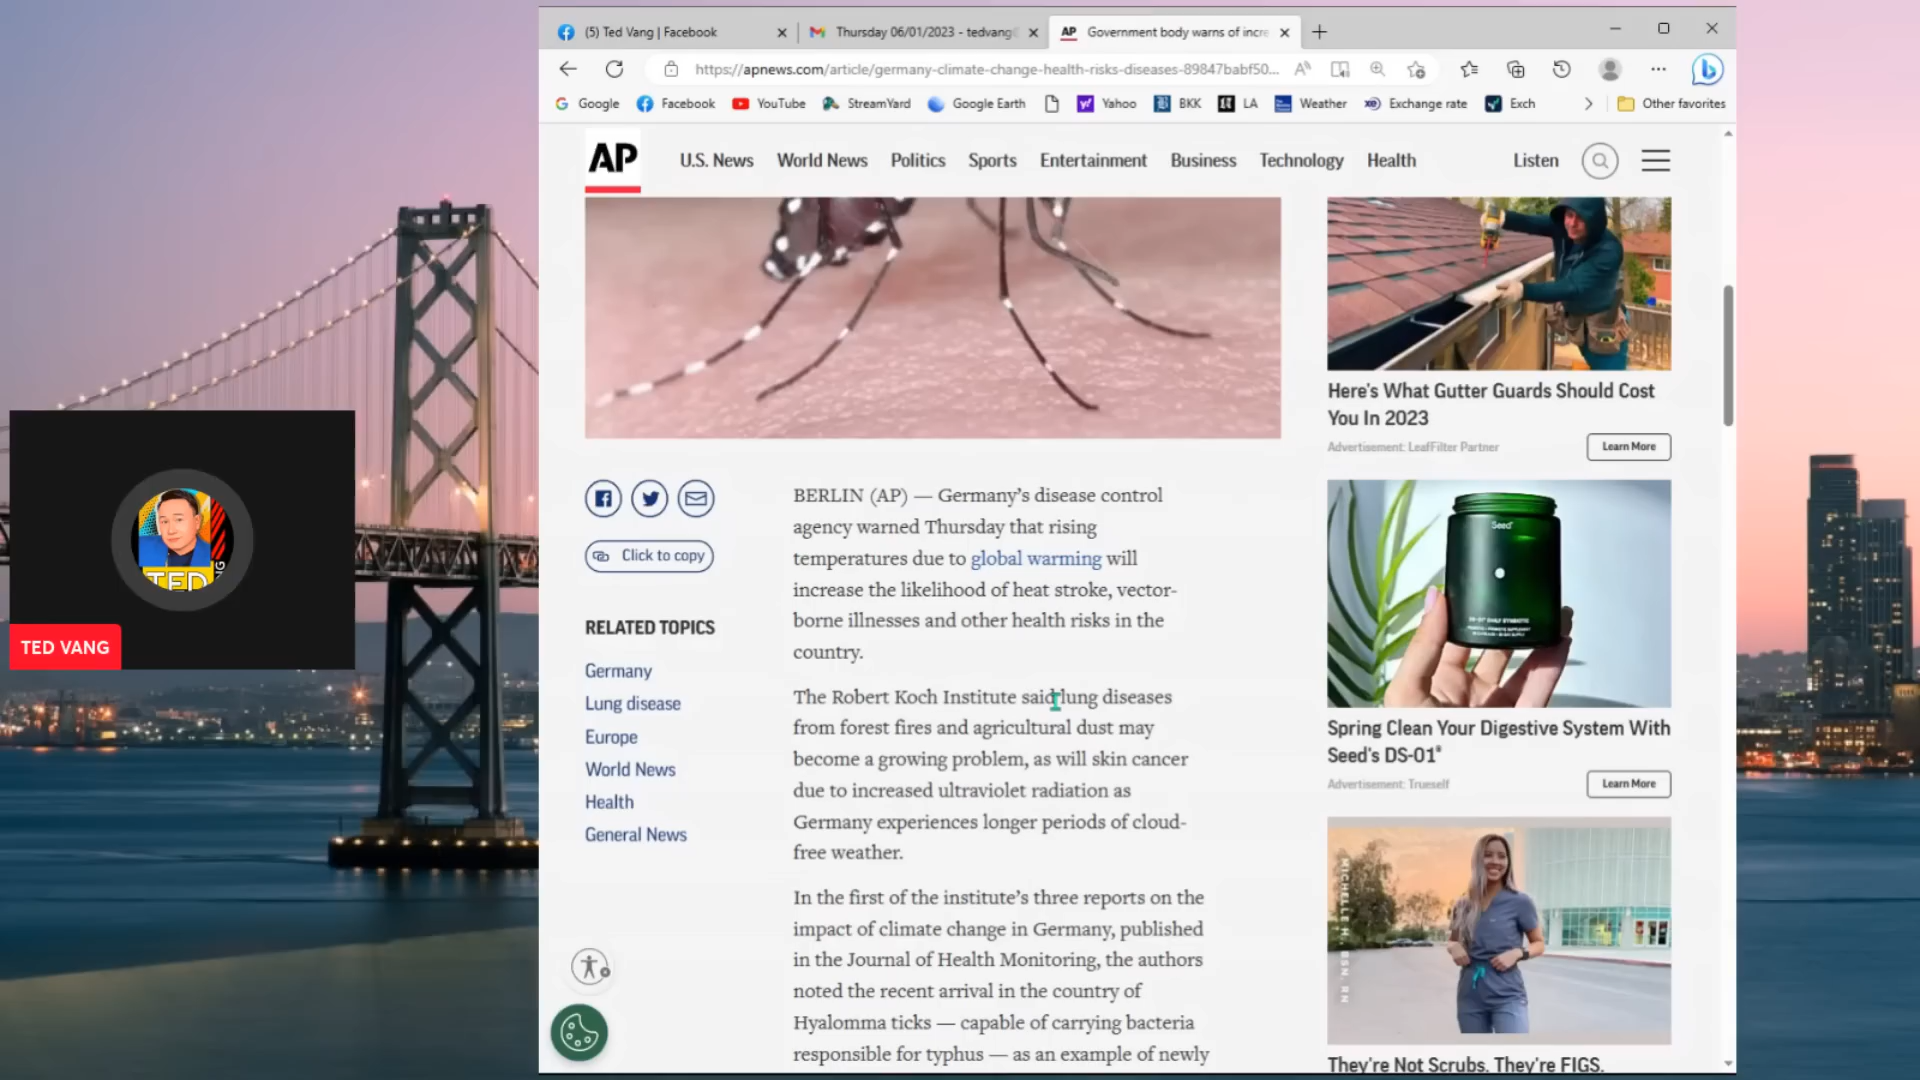 (5) Ted Vang | Facebook
Thursday 06/01/2023 - tedvang
AP Government body warns of incre
https://apnews.com/article/germany-climate-change-health-risks-diseases-89847babf50...
Google Facebook YouTube StreamYard Google Earth Yahoo BKK LA Weather Exchange rate Exch Other favorites
AP U.S. News World News Politics Sports Entertainment Business Technology Health Listen
Here's What Gutter Guards Should Cost
You In 2023
Advertisement: LeafFilter Partner
Learn More
Click to copy
RELATED TOPICS
Germany
Lung disease
Europe
World News
Health
General News
BERLIN (AP) — Germany's disease control
agency warned Thursday that rising
temperatures due to global warming will
increase the likelihood of heat stroke, vector-
borne illnesses and other health risks in the
country.
The Robert Koch Institute said lung diseases
from forest fires and agricultural dust may
become a growing problem, as will skin cancer
due to increased ultraviolet radiation as
Germany experiences longer periods of cloud-
free weather.
In the first of the institute's three reports on the
impact of climate change in Germany, published
in the Journal of Health Monitoring, the authors
noted the recent arrival in the country of
Hyalomma ticks — capable of carrying bacteria
responsible for typhus — as an example of newly
Seed
Spring Clean Your Digestive System With
Seed's DS-01®
Advertisement: Trueself
Learn More
MICHELLE H. BSN, RN
They're Not Scrubs. They're FIGS.
TED
TED VANG